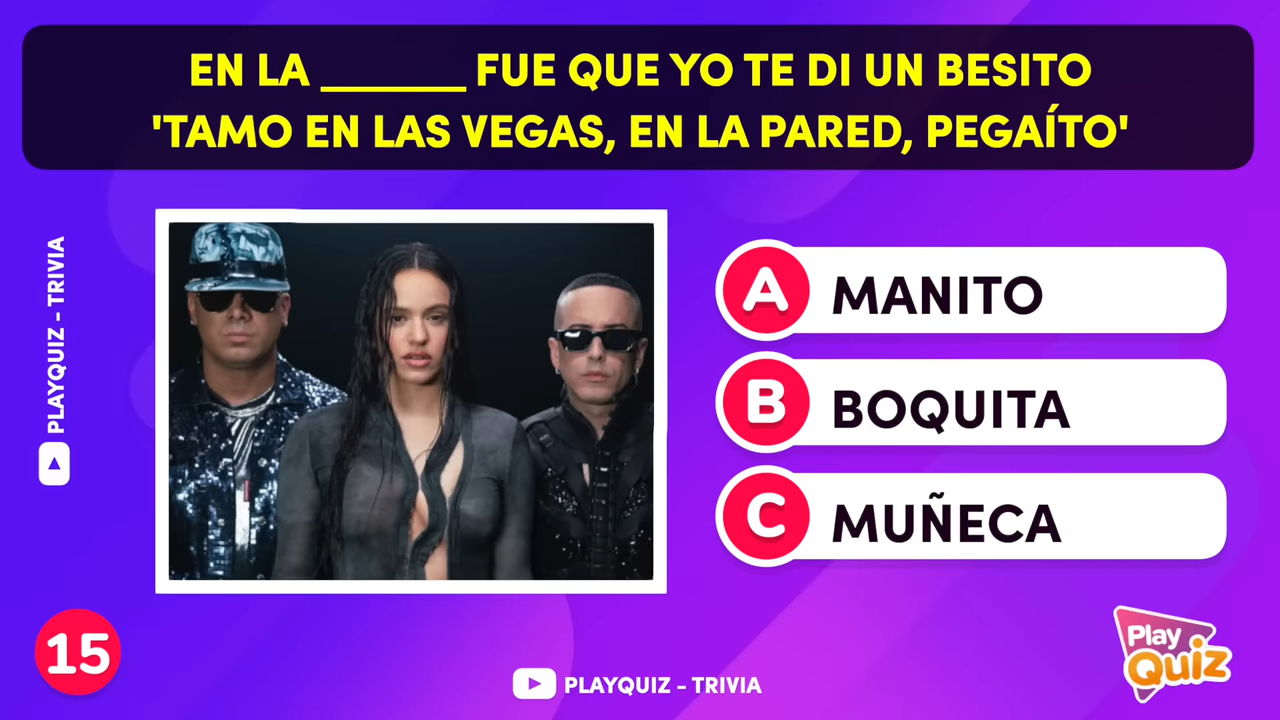 EN LA ______ FUE QUE YO TE DI UN BESITO
'TAMO EN LAS VEGAS, EN LA PARED, PEGAÍTO'
PLAYQUIZ - TRIVIA
A MANITO
B BOQUITA
C MUÑECA
15
PLAYQUIZ - TRIVIA
Play
Quiz